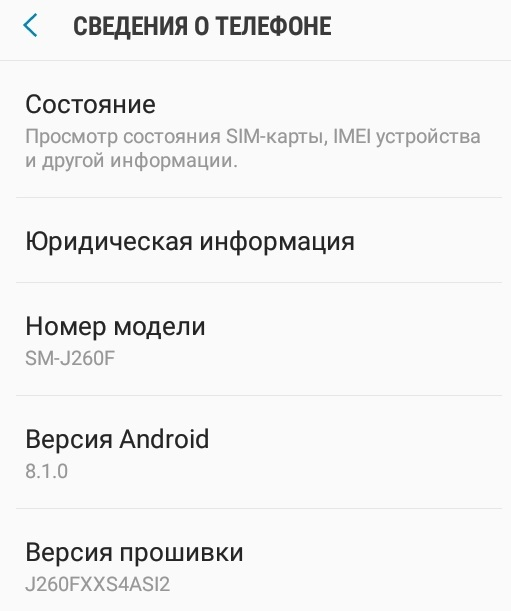 СВЕДЕНИЯ О ТЕЛЕФОНЕ
Состояние
Просмотр состояния SIM-карты, IMEI устройства
и другой информации.
Юридическая информация
Номер модели
SM-J260F
Версия Android
8.1.0
Версия прошивки
J260FXXS4ASI2